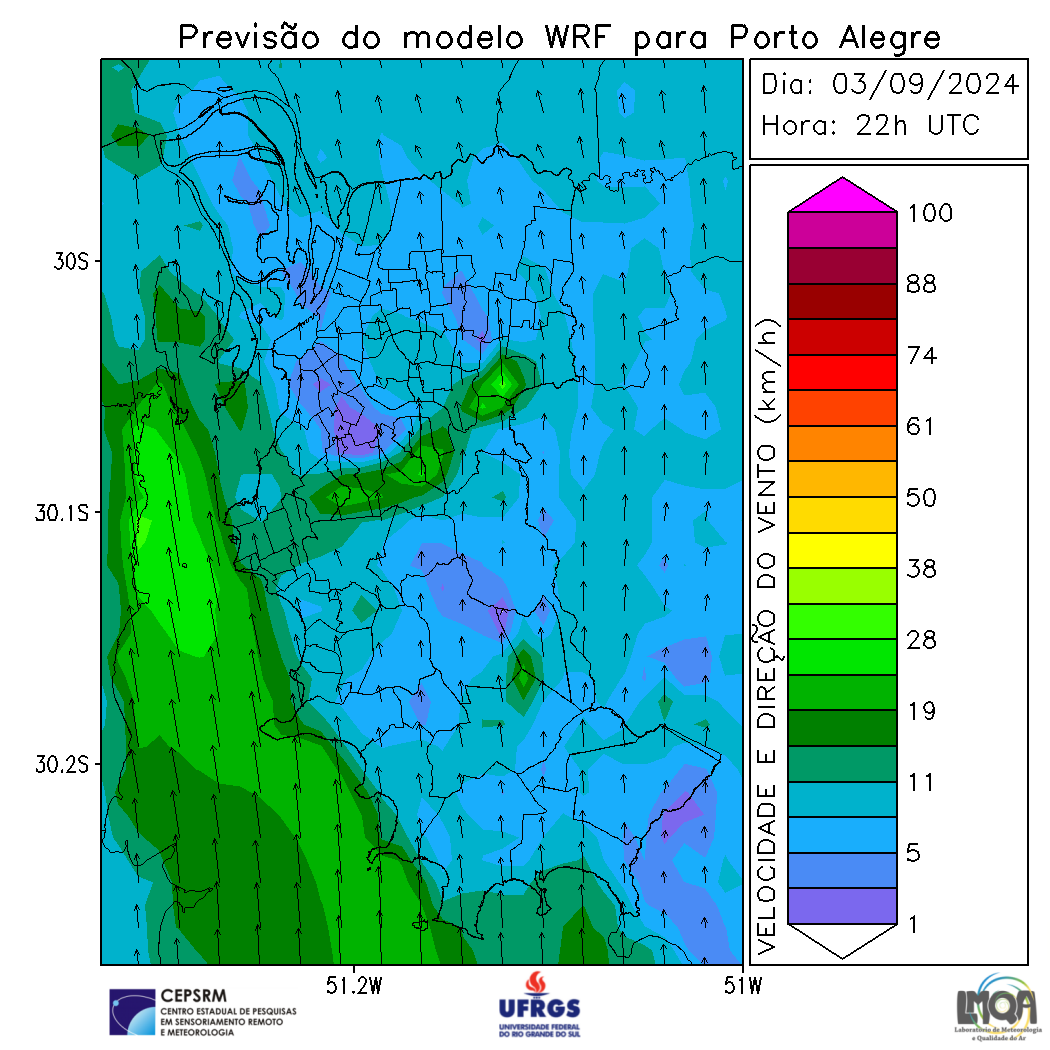 Previsão do modelo WRF para Porto Alegre
Dia: 03/09/2024
Hora: 22h UTC
30S
30.1S
30.2S
51.2W
51W
VELOCIDADE E DIREÇÃO DO VENTO (km/h)
100
88
74
61
50
38
28
19
11
5
1
CEPSRM
CENTRO ESTADUAL DE PESQUISAS
EM SENSORIAMENTO REMOTO
E METEOROLOGIA
UFRGS
UNIVERSIDADE FEDERAL
DO RIO GRANDE DO SUL
LMQA
Laboratório de Meteorologia
e Qualidade do Ar